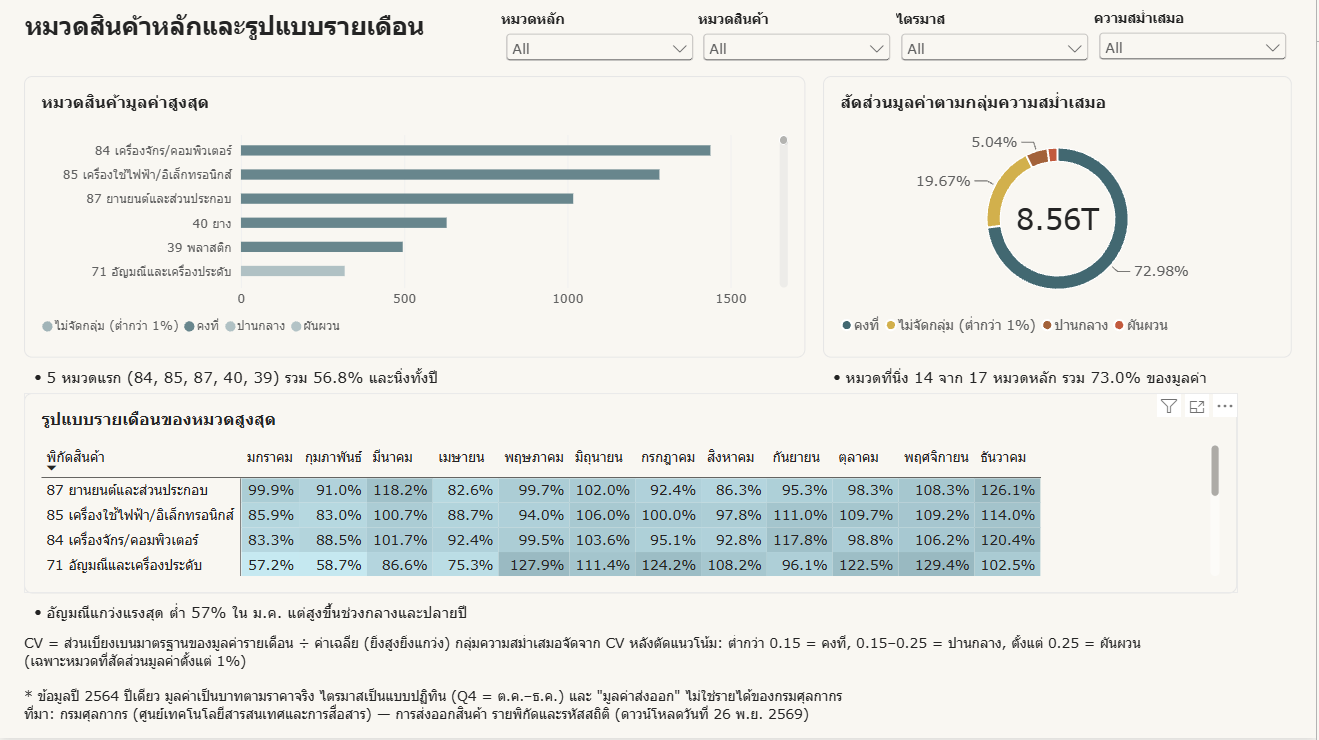 หมวดสินค้าหลักและรูปแบบรายเดือน
หมวดหลัก
หมวดสินค้า
ไตรมาส
ความสม่ำเสมอ
All
All
All
All
หมวดสินค้ามูลค่าสูงสุด
84 เครื่องจักร/คอมพิวเตอร์
85 เครื่องใช้ไฟฟ้า/อิเล็กทรอนิกส์
87 ยานยนต์และส่วนประกอบ
40 ยาง
39 พลาสติก
71 อัญมณีและเครื่องประดับ
0 500 1000 1500
ไม่จัดกลุ่ม (ต่ำกว่า 1%) คงที่ ปานกลาง ผันผวน
สัดส่วนมูลค่าตามกลุ่มความสม่ำเสมอ
5.04%
19.67%
8.56T
72.98%
คงที่ ไม่จัดกลุ่ม (ต่ำกว่า 1%) ปานกลาง ผันผวน
• 5 หมวดแรก (84, 85, 87, 40, 39) รวม 56.8% และนิ่งทั้งปี
• หมวดที่นิ่ง 14 จาก 17 หมวดหลัก รวม 73.0% ของมูลค่า
รูปแบบรายเดือนของหมวดสูงสุด
พิกัดสินค้า มกราคม กุมภาพันธ์ มีนาคม เมษายน พฤษภาคม มิถุนายน กรกฎาคม สิงหาคม กันยายน ตุลาคม พฤศจิกายน ธันวาคม
87 ยานยนต์และส่วนประกอบ 99.9% 91.0% 118.2% 82.6% 99.7% 102.0% 92.4% 86.3% 95.3% 98.3% 108.3% 126.1%
85 เครื่องใช้ไฟฟ้า/อิเล็กทรอนิกส์ 85.9% 83.0% 100.7% 88.7% 94.0% 106.0% 100.0% 97.8% 111.0% 109.7% 109.2% 114.0%
84 เครื่องจักร/คอมพิวเตอร์ 83.3% 88.5% 101.7% 92.4% 99.5% 103.6% 95.1% 92.8% 117.8% 98.8% 106.2% 120.4%
71 อัญมณีและเครื่องประดับ 57.2% 58.7% 86.6% 75.3% 127.9% 111.4% 124.2% 108.2% 96.1% 122.5% 129.4% 102.5%
• อัญมณีแกว่งแรงสุด ต่ำ 57% ใน ม.ค. แต่สูงขึ้นช่วงกลางและปลายปี
CV = ส่วนเบี่ยงเบนมาตรฐานของมูลค่ารายเดือน ÷ ค่าเฉลี่ย (ยิ่งสูงยิ่งแกว่ง) กลุ่มความสม่ำเสมอจัดจาก CV หลังตัดแนวโน้ม: ต่ำกว่า 0.15 = คงที่, 0.15–0.25 = ปานกลาง, ตั้งแต่ 0.25 = ผันผวน
(เฉพาะหมวดที่สัดส่วนมูลค่าตั้งแต่ 1%)
* ข้อมูลปี 2564 ปีเดียว มูลค่าเป็นบาทตามราคาจริง ไตรมาสเป็นแบบปฏิทิน (Q4 = ต.ค.–ธ.ค.) และ "มูลค่าส่งออก" ไม่ใช่รายได้ของกรมศุลกากร
ที่มา: กรมศุลกากร (ศูนย์เทคโนโลยีสารสนเทศและการสื่อสาร) — การส่งออกสินค้า รายพิกัดและรหัสสถิติ (ดาวน์โหลดวันที่ 26 พ.ย. 2569)